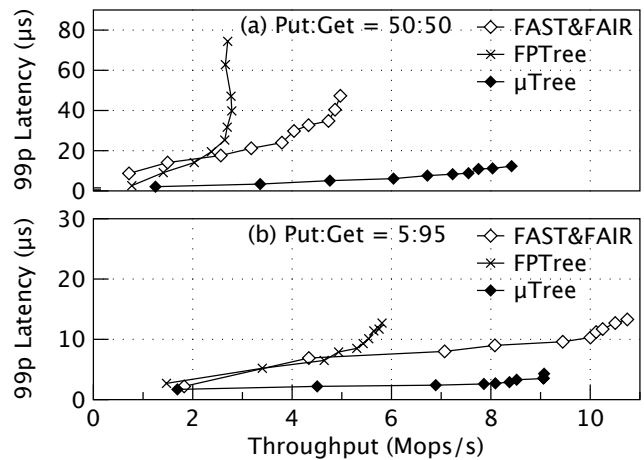 80
60
40
20
0
99p Latency (μs)
(a) Put:Get = 50:50
FAST&FAIR
FPTree
μTree
30
20
10
0
99p Latency (μs)
(b) Put:Get = 5:95
FAST&FAIR
FPTree
μTree
0 2 4 6 8 10
Throughput (Mops/s)